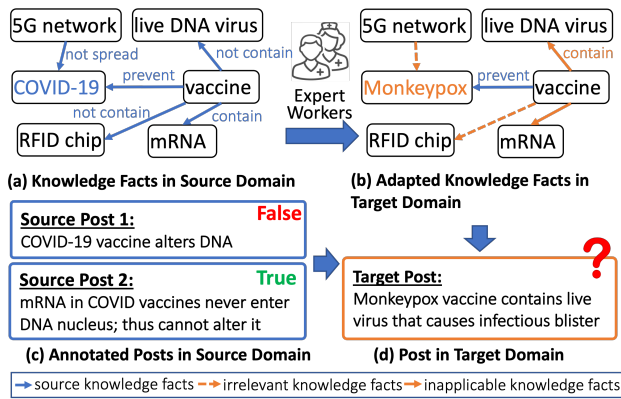 5G network
live DNA virus
not spread
not contain
COVID-19
prevent
vaccine
not contain
contain
RFID chip
mRNA
(a) Knowledge Facts in Source Domain
Expert
Workers
5G network
live DNA virus
contain
Monkeypox
prevent
vaccine
RFID chip
mRNA
(b) Adapted Knowledge Facts in
Target Domain
Source Post 1:
False
COVID-19 vaccine alters DNA
Source Post 2:
True
mRNA in COVID vaccines never enter
DNA nucleus; thus cannot alter it
(c) Annotated Posts in Source Domain
?
Target Post:
Monkeypox vaccine contains live
virus that causes infectious blister
(d) Post in Target Domain
source knowledge facts
irrelevant knowledge facts
inapplicable knowledge facts